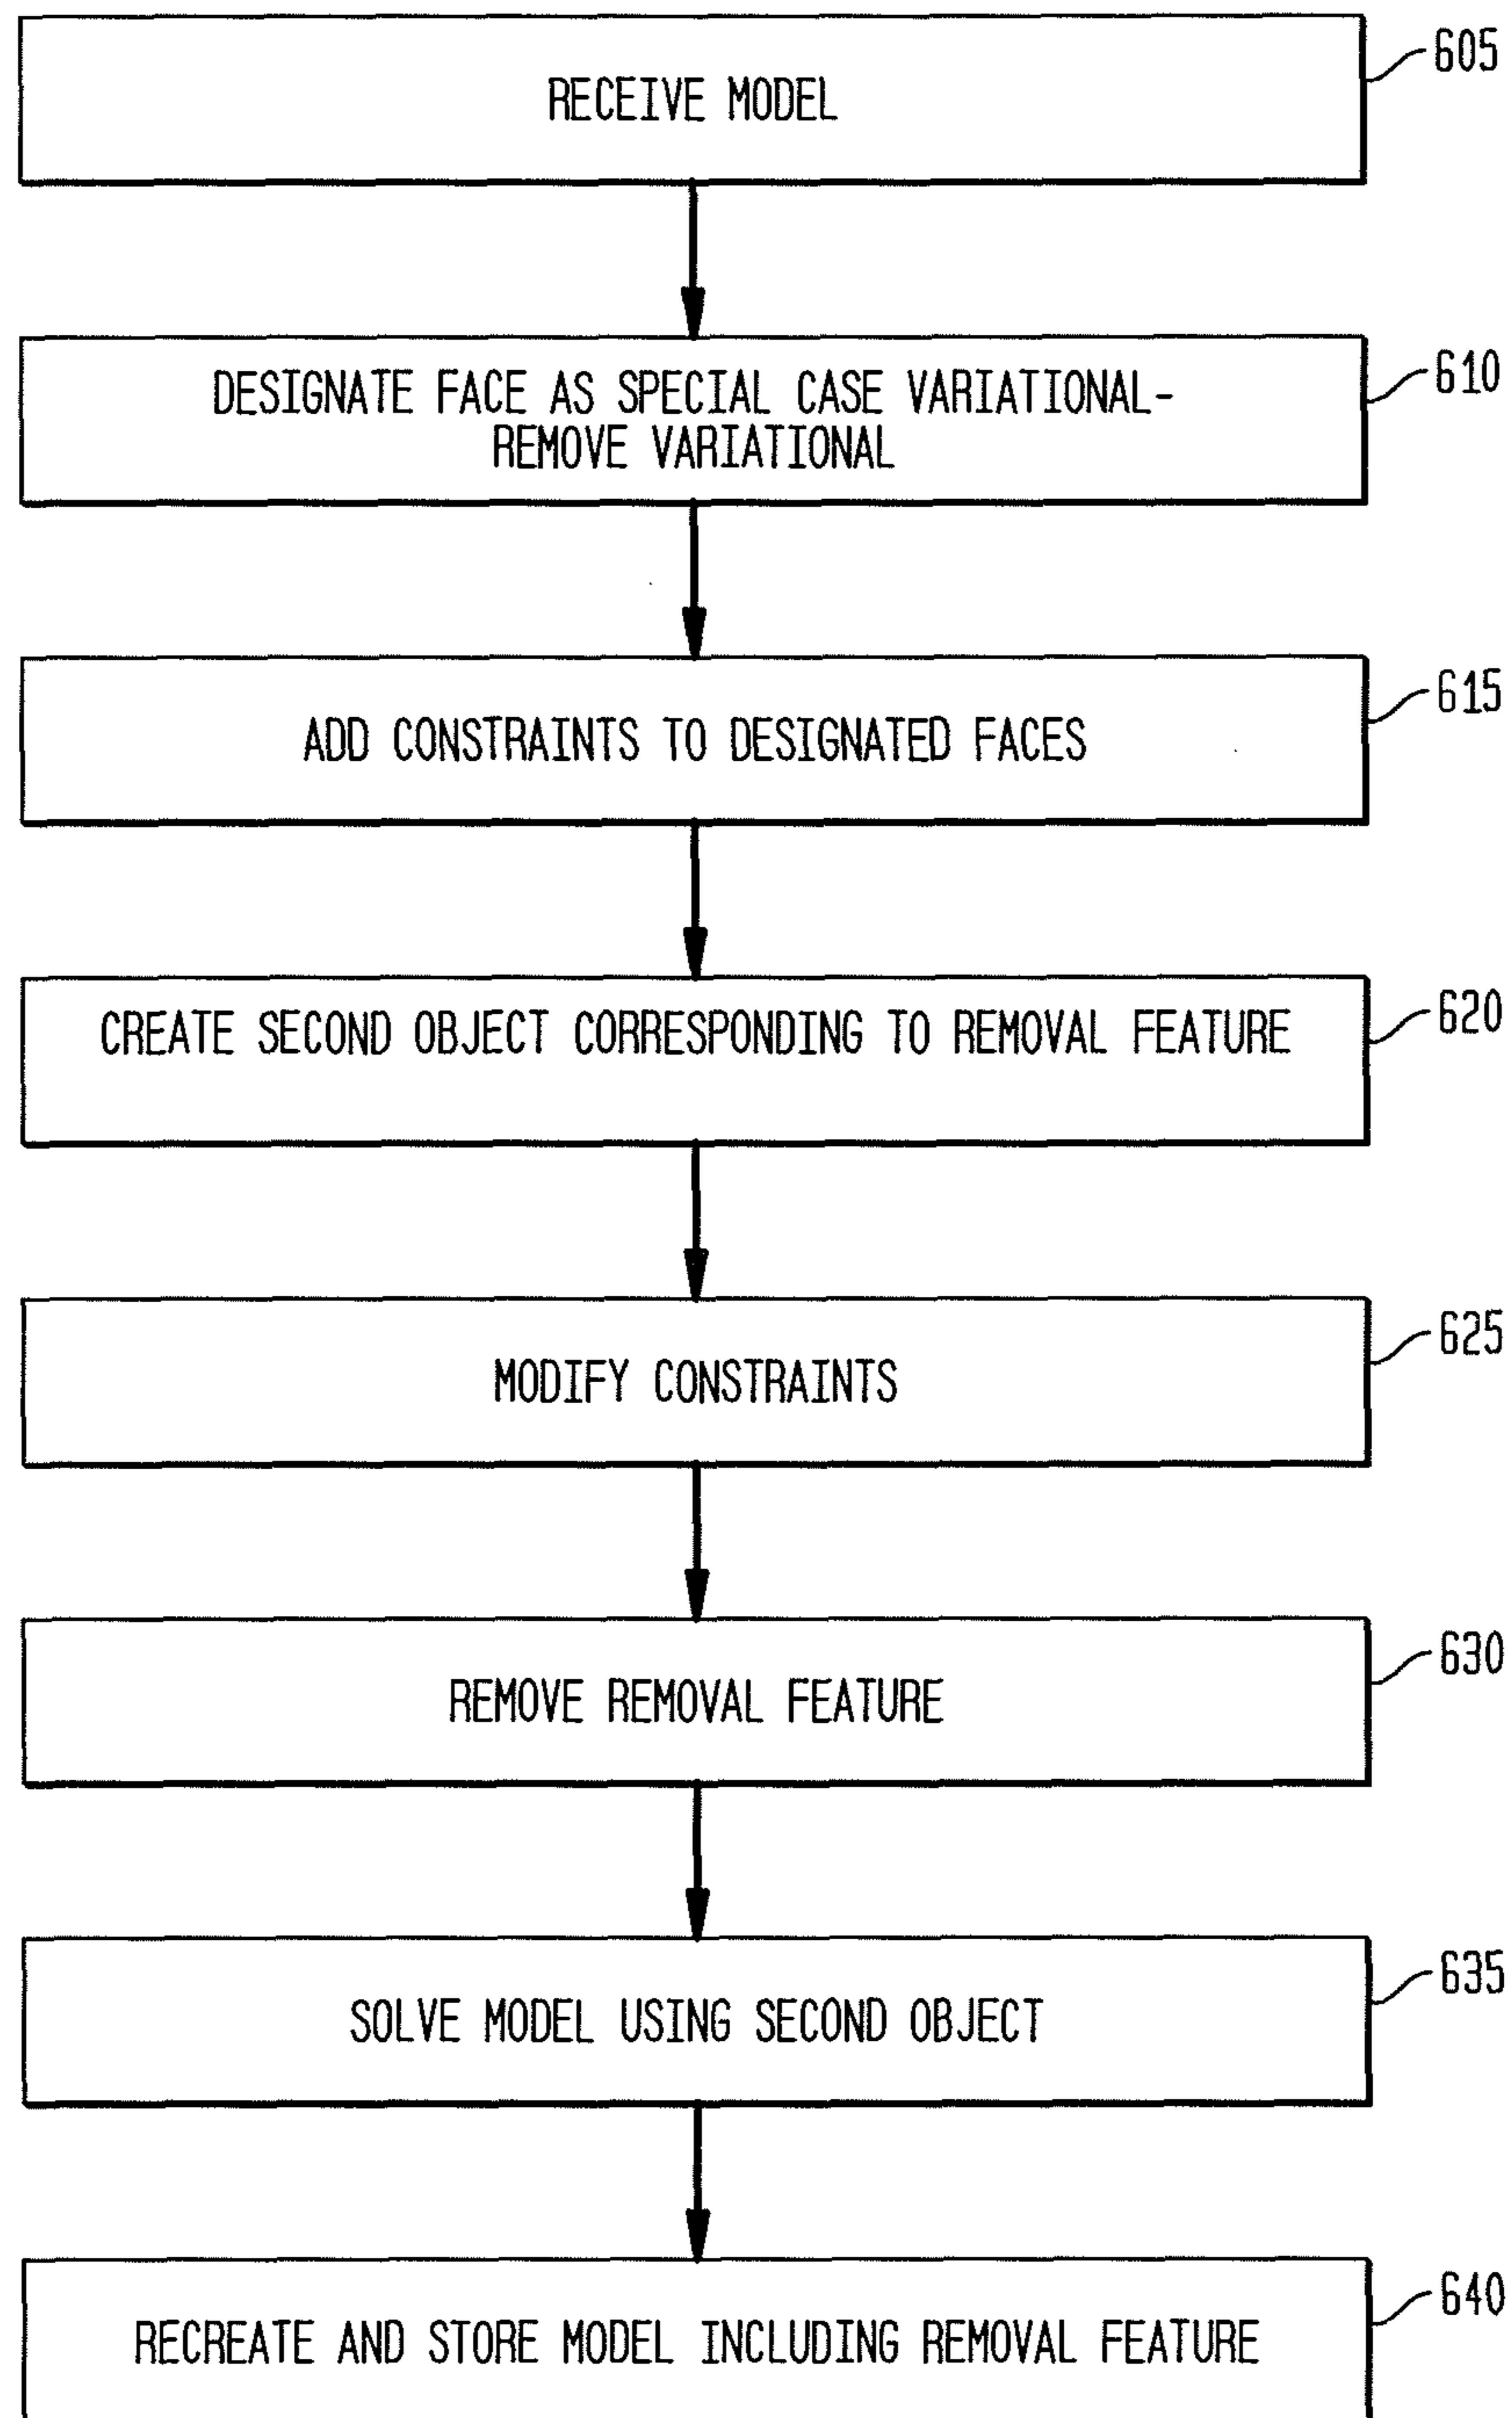 RECEIVE MODEL
605
DESIGNATE FACE AS SPECIAL CASE VARIATIONAL-
REMOVE VARIATIONAL
610
ADD CONSTRAINTS TO DESIGNATED FACES
615
CREATE SECOND OBJECT CORRESPONDING TO REMOVAL FEATURE
620
MODIFY CONSTRAINTS
625
REMOVE REMOVAL FEATURE
630
SOLVE MODEL USING SECOND OBJECT
635
RECREATE AND STORE MODEL INCLUDING REMOVAL FEATURE
640